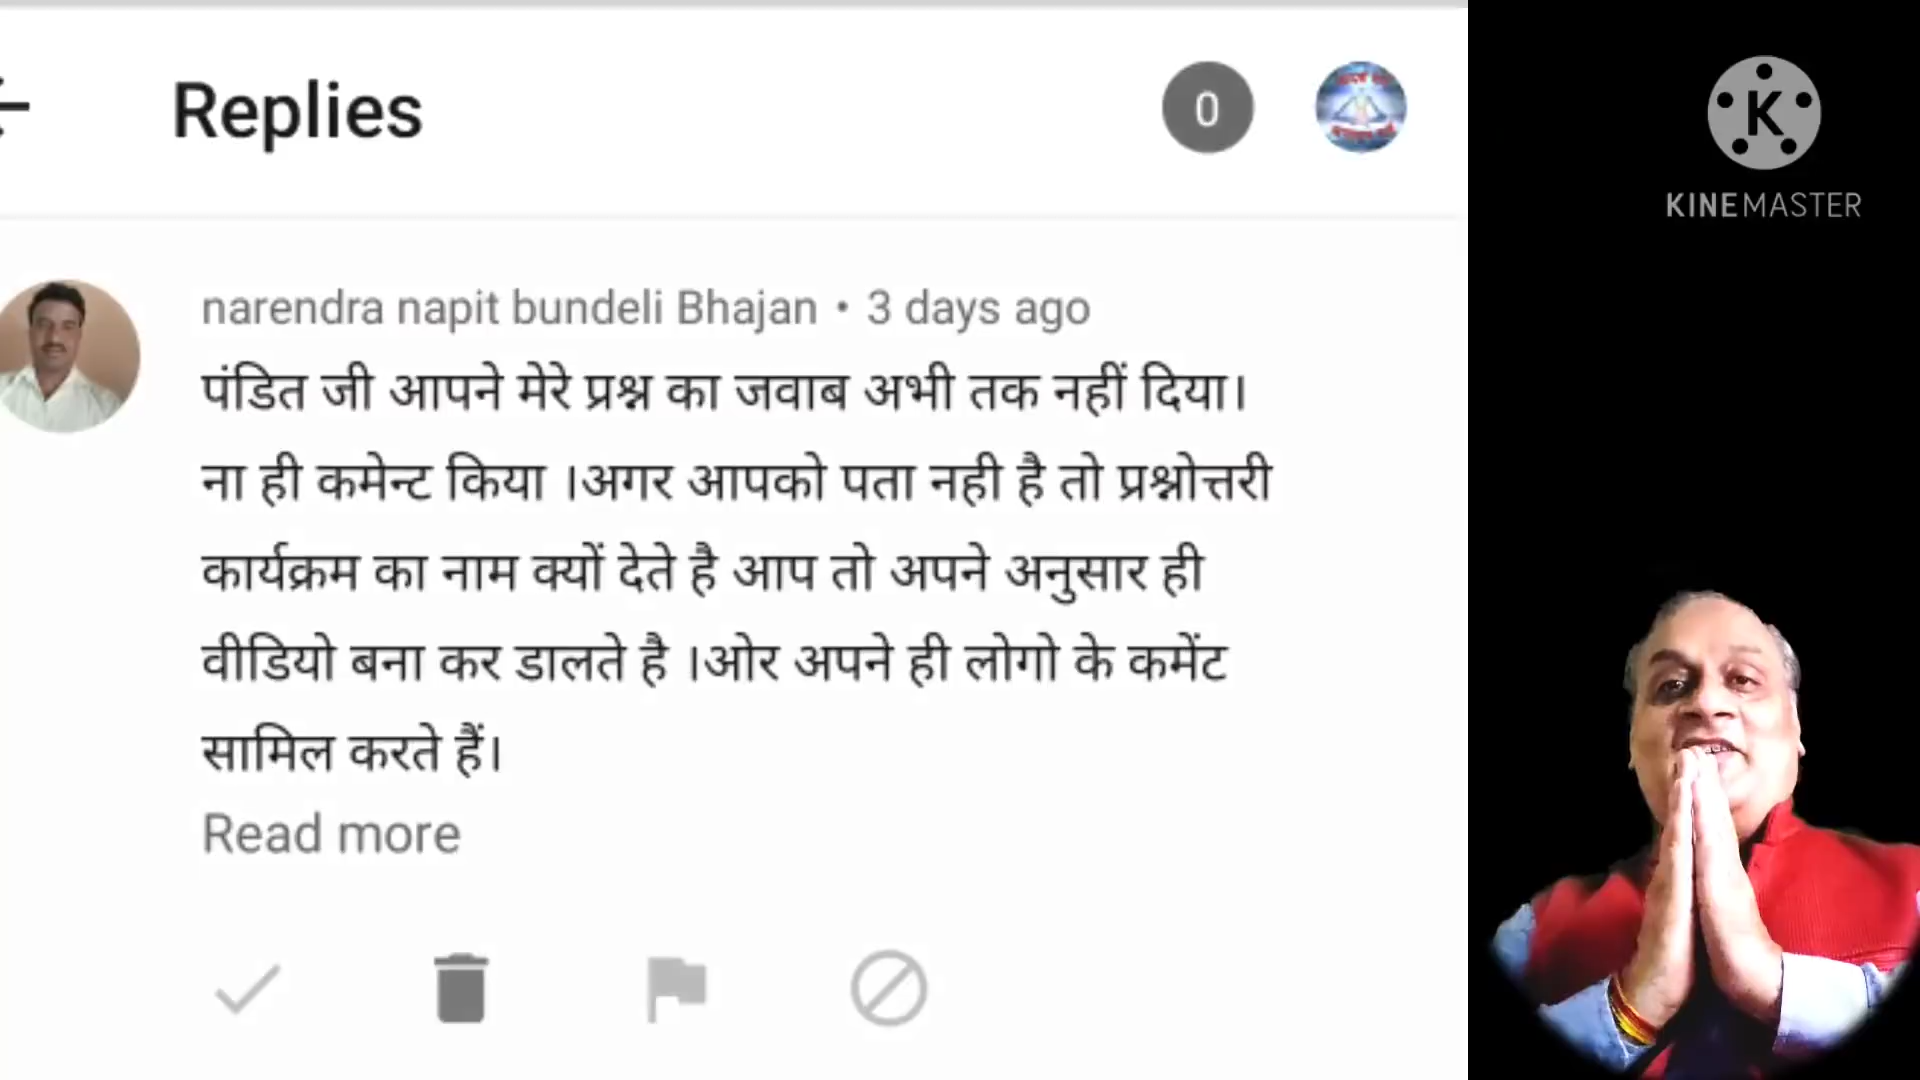 Replies
0
K
KINEMASTER
narendra napit bundeli Bhajan • 3 days ago
पंडित जी आपने मेरे प्रश्न का जवाब अभी तक नहीं दिया।
ना ही कमेन्ट किया ।अगर आपको पता नही है तो प्रश्नोत्तरी
कार्यक्रम का नाम क्यों देते है आप तो अपने अनुसार ही
वीडियो बना कर डालते है ।ओर अपने ही लोगो के कमेंट
सामिल करते हैं।
Read more